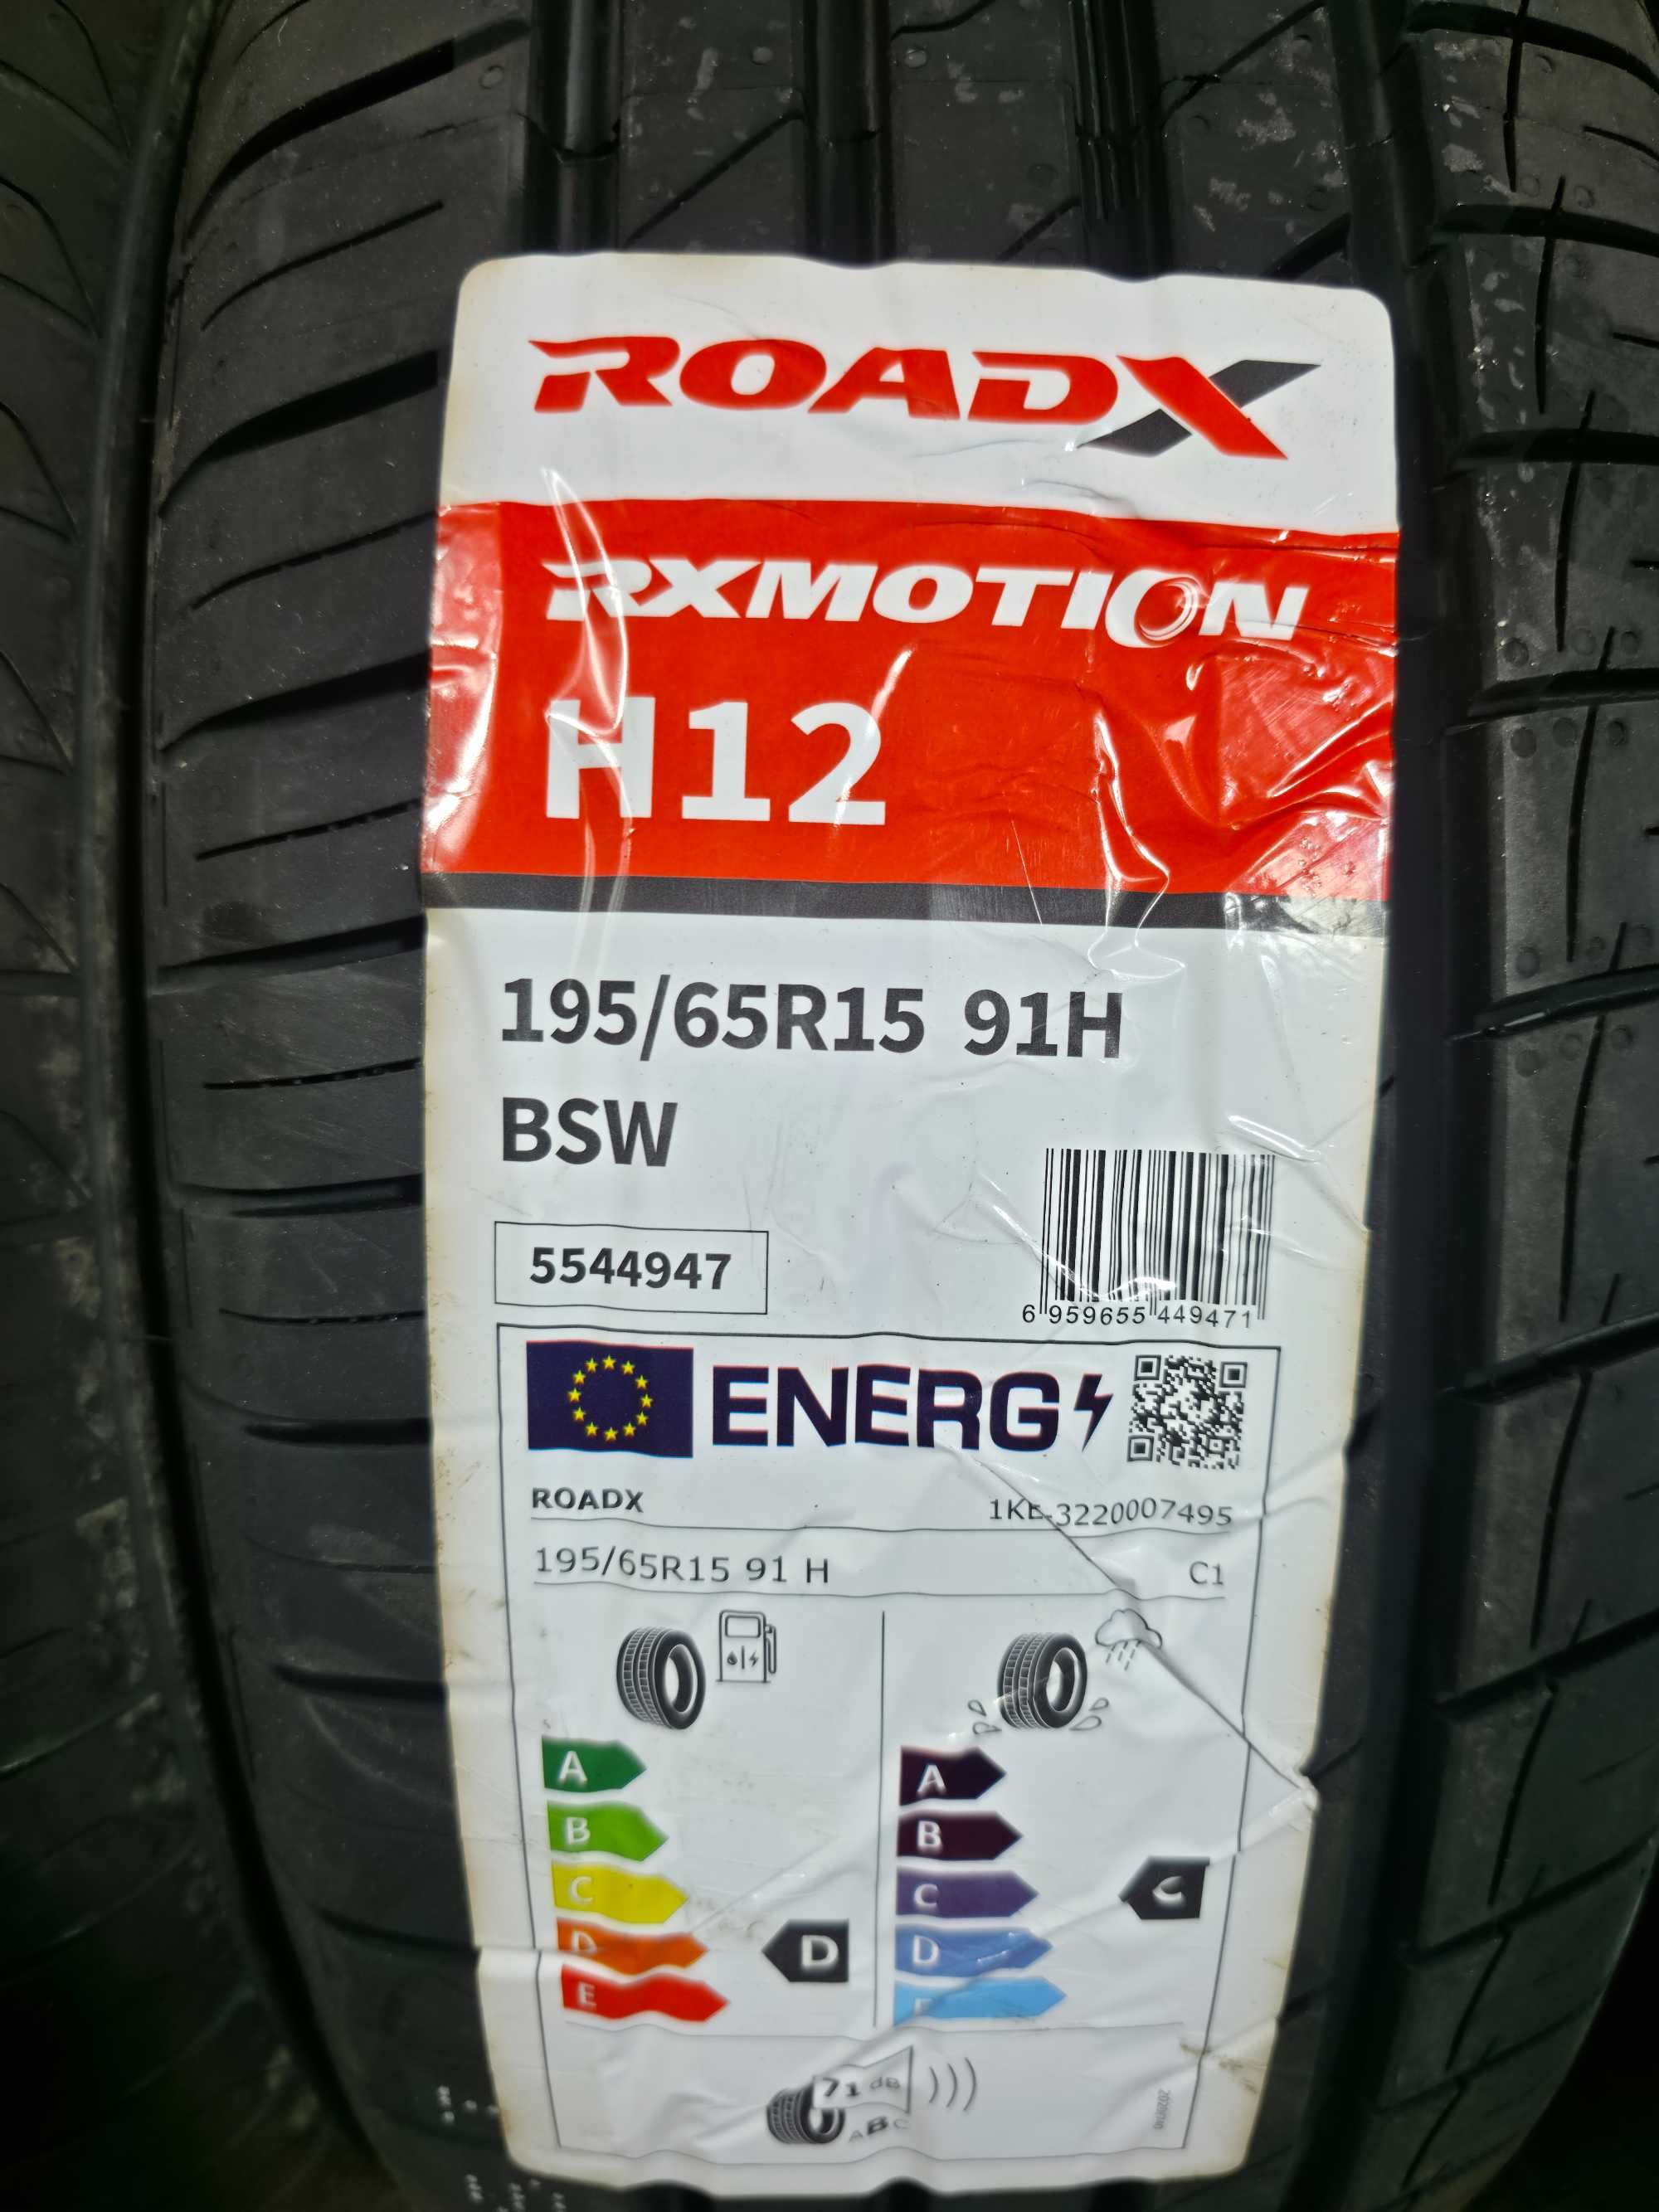 ROADX
RXMOTION
H12
195/65R15 91H
BSW
5544947
6 959655 449471
ENERG
ROADX 1KE-3220007495
195/65R15 91 H C1
A A
B B
C C C
D D D
E
71 dB
ABC